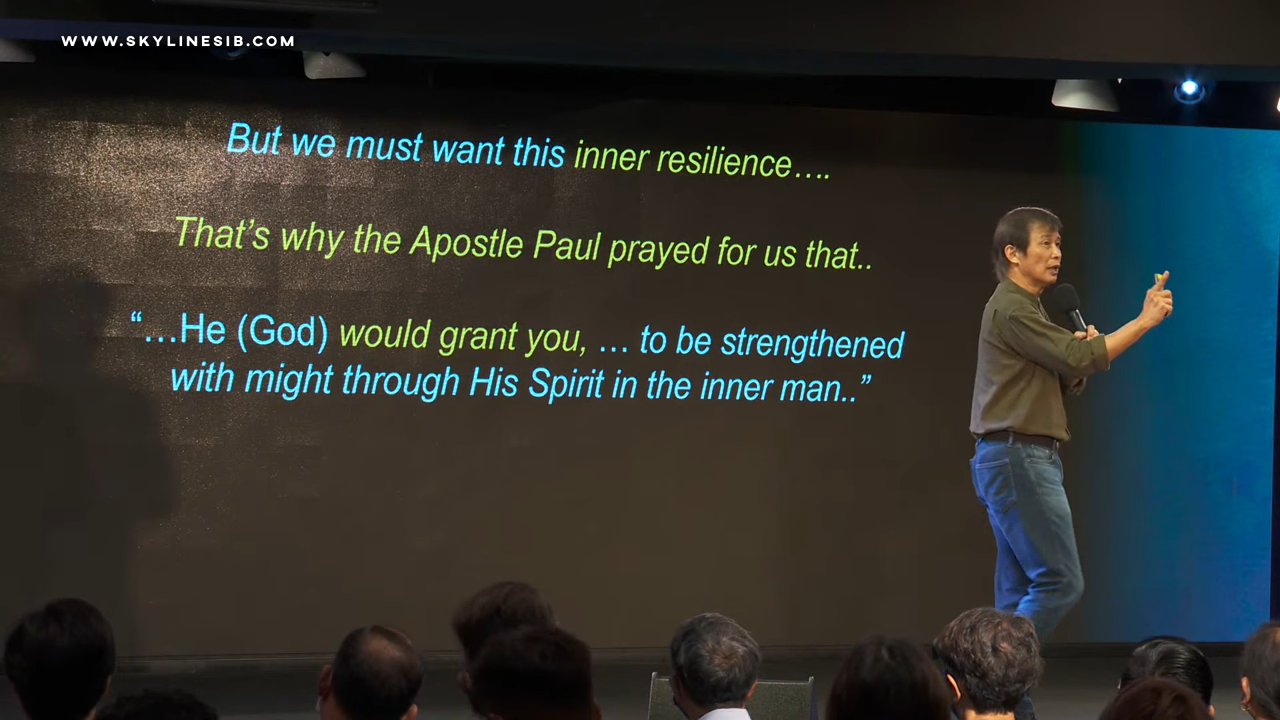 WWW.SKYLINESIB.COM
But we must want this inner resilience….
That’s why the Apostle Paul prayed for us that..
“…He (God) would grant you, … to be strengthened
with might through His Spirit in the inner man..”